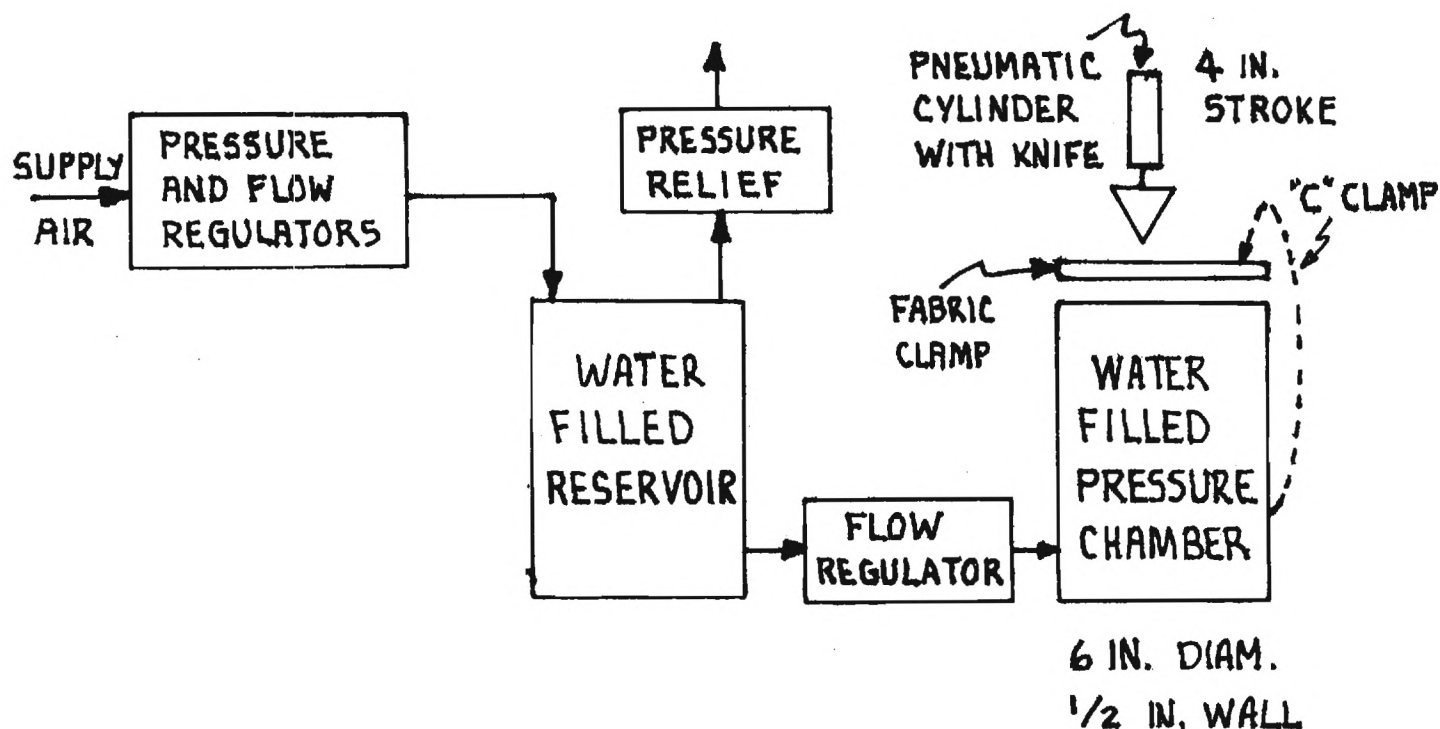 SUPPLY
AIR
PRESSURE
AND FLOW
REGULATORS
PRESSURE
RELIEF
PNEUMATIC
CYLINDER
WITH KNIFE
4 IN.
STROKE
"C" CLAMP
FABRIC
CLAMP
WATER
FILLED
RESERVOIR
FLOW
REGULATOR
WATER
FILLED
PRESSURE
CHAMBER
6 IN. DIAM.
1/2 IN. WALL